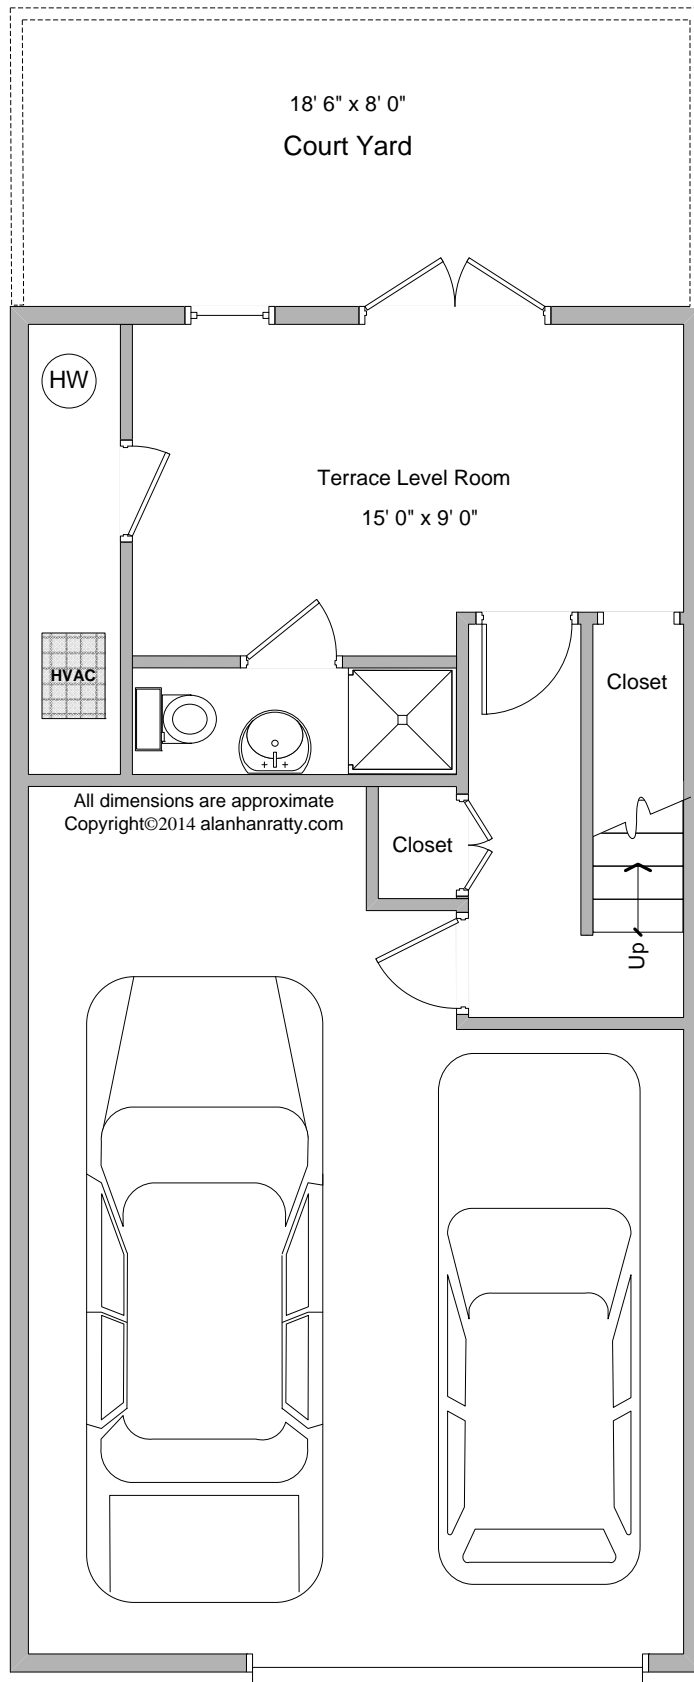 18' 6" x 8' 0"
Court Yard
HW
Terrace Level Room
15' 0" x 9' 0"
HVAC
Closet
All dimensions are approximate
Copyright©2014 alanhanratty.com
Closet
Up